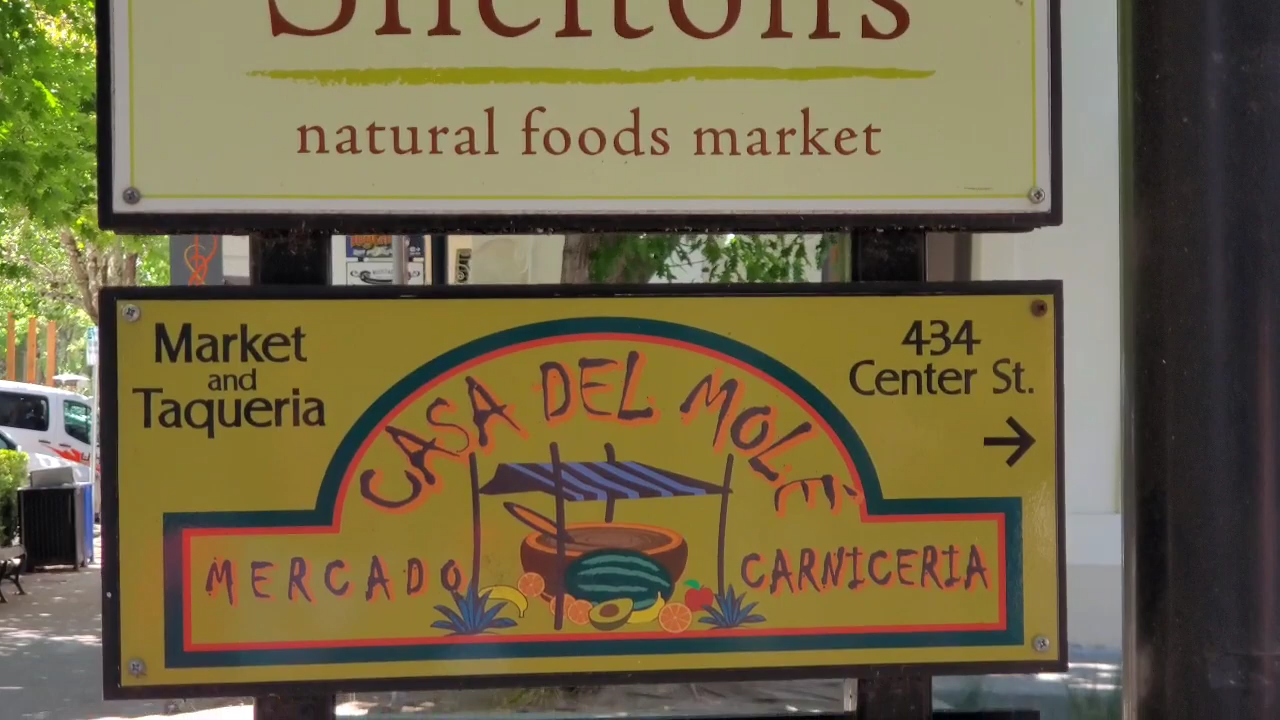 Sheltons
natural foods market
Market
and
Taqueria
434
Center St.
CASA DEL MOLE
MERCADO
CARNICERIA